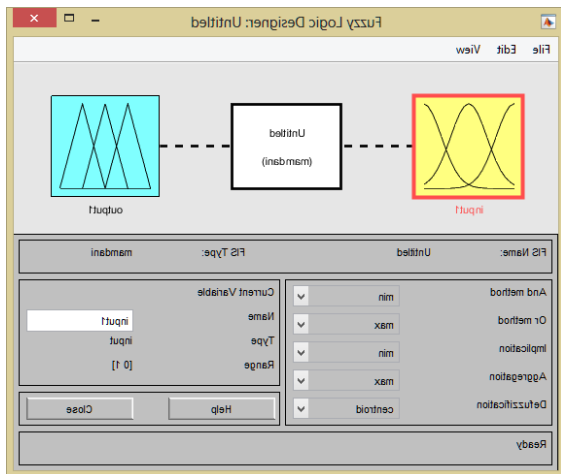 Fuzzy Logic Designer: Untitled
File Edit View
Untitled
(mamdani)
input1
output1
FIS Name: Untitled FIS Type: mamdani
And method min
Or method max
Implication min
Aggregation max
Defuzzification centroid
Current Variable
Name input1
Type input
Range [0 1]
Help Close
Ready